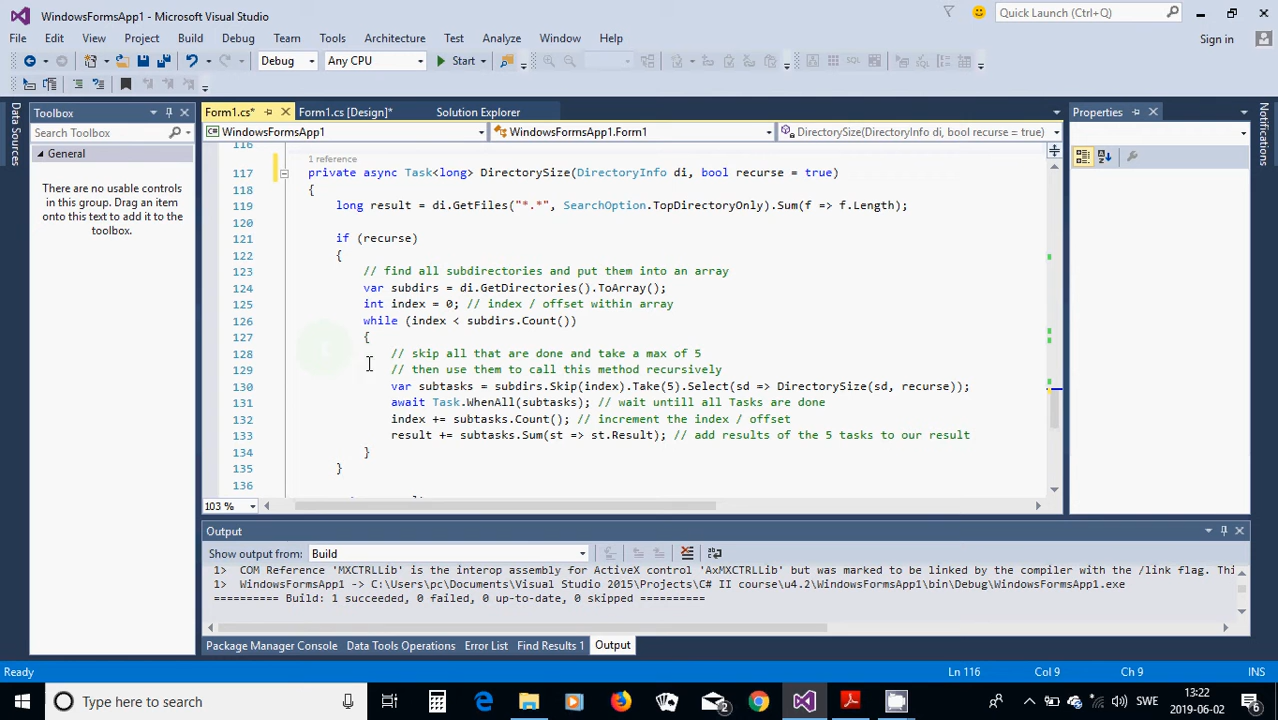 WindowsFormsApp1 - Microsoft Visual Studio
Quick Launch (Ctrl+Q)
File Edit View Project Build Debug Team Tools Architecture Test Analyze Window Help
Sign in
Debug Any CPU Start
Data Sources
Toolbox
Search Toolbox
General
There are no usable controls
in this group. Drag an item
onto this text to add it to the
toolbox.
Form1.cs* Form1.cs [Design]* Solution Explorer
WindowsFormsApp1 WindowsFormsApp1.Form1 DirectorySize(DirectoryInfo di, bool recurse = true)
Properties
116
1 reference
117 private async Task<long> DirectorySize(DirectoryInfo di, bool recurse = true)
118 {
119 long result = di.GetFiles("*.*", SearchOption.TopDirectoryOnly).Sum(f => f.Length);
120
121 if (recurse)
122 {
123 // find all subdirectories and put them into an array
124 var subdirs = di.GetDirectories().ToArray();
125 int index = 0; // index / offset within array
126 while (index < subdirs.Count())
127 {
128 // skip all that are done and take a max of 5
129 // then use them to call this method recursively
130 var subtasks = subdirs.Skip(index).Take(5).Select(sd => DirectorySize(sd, recurse));
131 await Task.WhenAll(subtasks); // wait untill all Tasks are done
132 index += subtasks.Count(); // increment the index / offset
133 result += subtasks.Sum(st => st.Result); // add results of the 5 tasks to our result
134 }
135 }
136
103 %
Output
Show output from: Build
1> COM Reference 'MXCTRLLib' is the interop assembly for ActiveX control 'AxMXCTRLLib' but was marked to be linked by the compiler with the /link flag. Thi
1> WindowsFormsApp1 -> C:\Users\pc\Documents\Visual Studio 2015\Projects\C# II course\u4.2\WindowsFormsApp1\bin\Debug\WindowsFormsApp1.exe
========== Build: 1 succeeded, 0 failed, 0 up-to-date, 0 skipped ==========
Package Manager Console Data Tools Operations Error List Find Results 1 Output
Ready Ln 116 Col 9 Ch 9 INS
Type here to search
2
SWE
13:22
2019-06-02
6